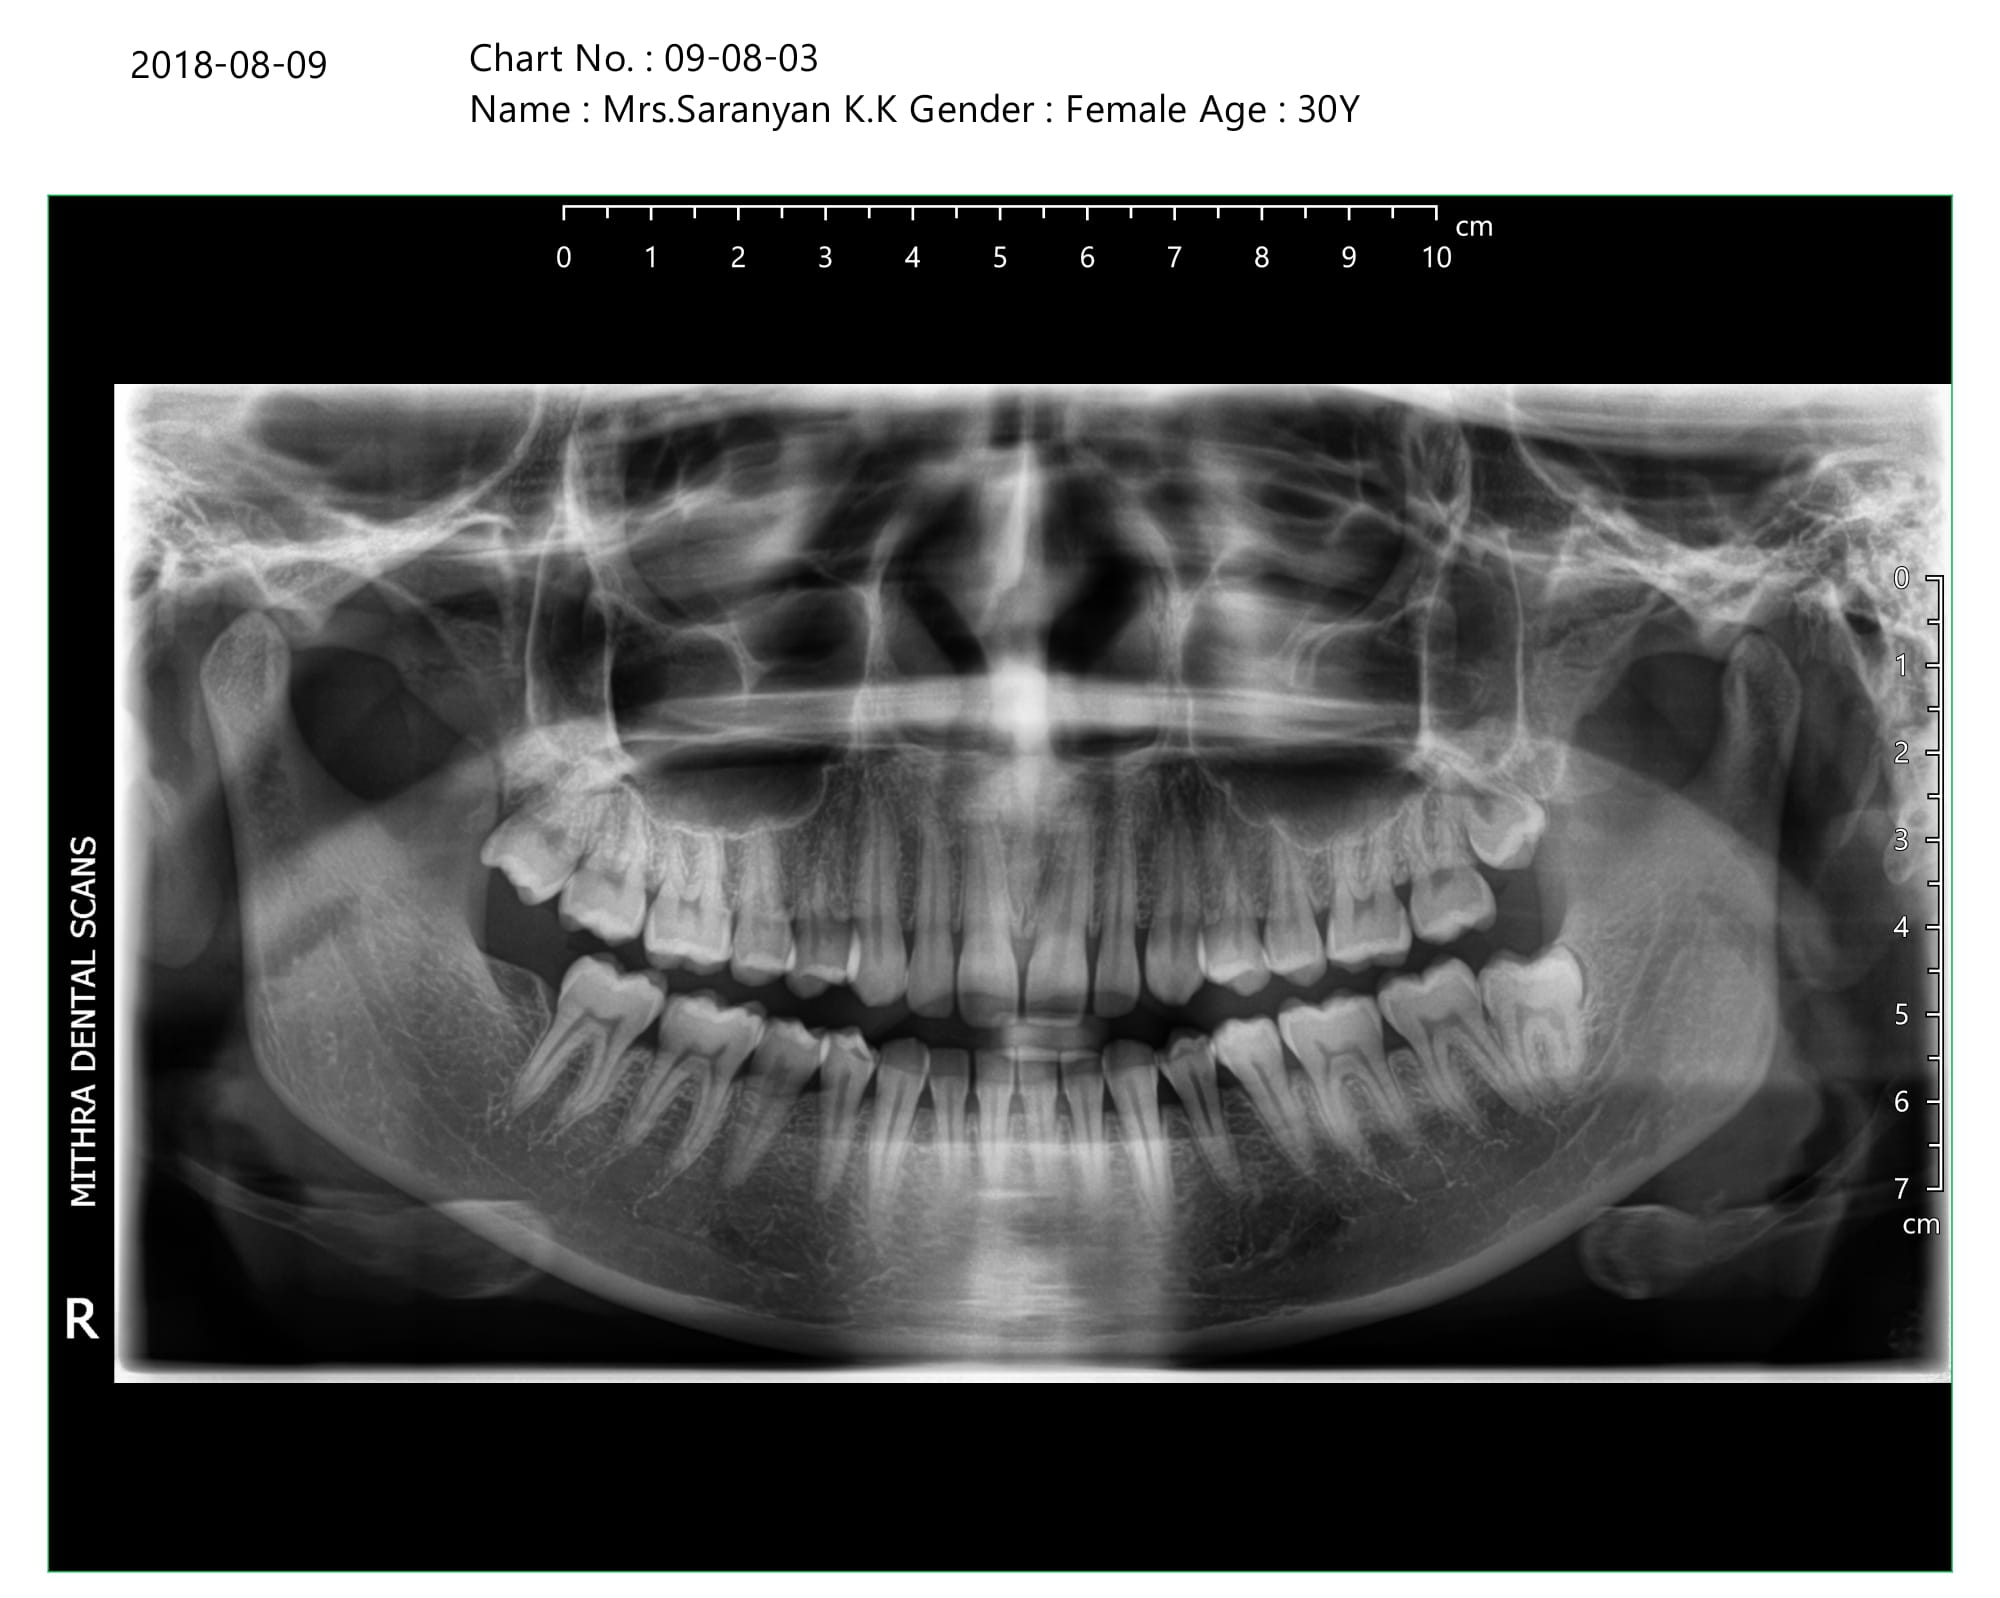 2018-08-09
Chart No. : 09-08-03
Name : Mrs.Saranyan K.K Gender : Female Age : 30Y
0 1 2 3 4 5 6 7 8 9 10 cm
0
1
2
3
4
5
6
7
cm
MITHRA DENTAL SCANS
R